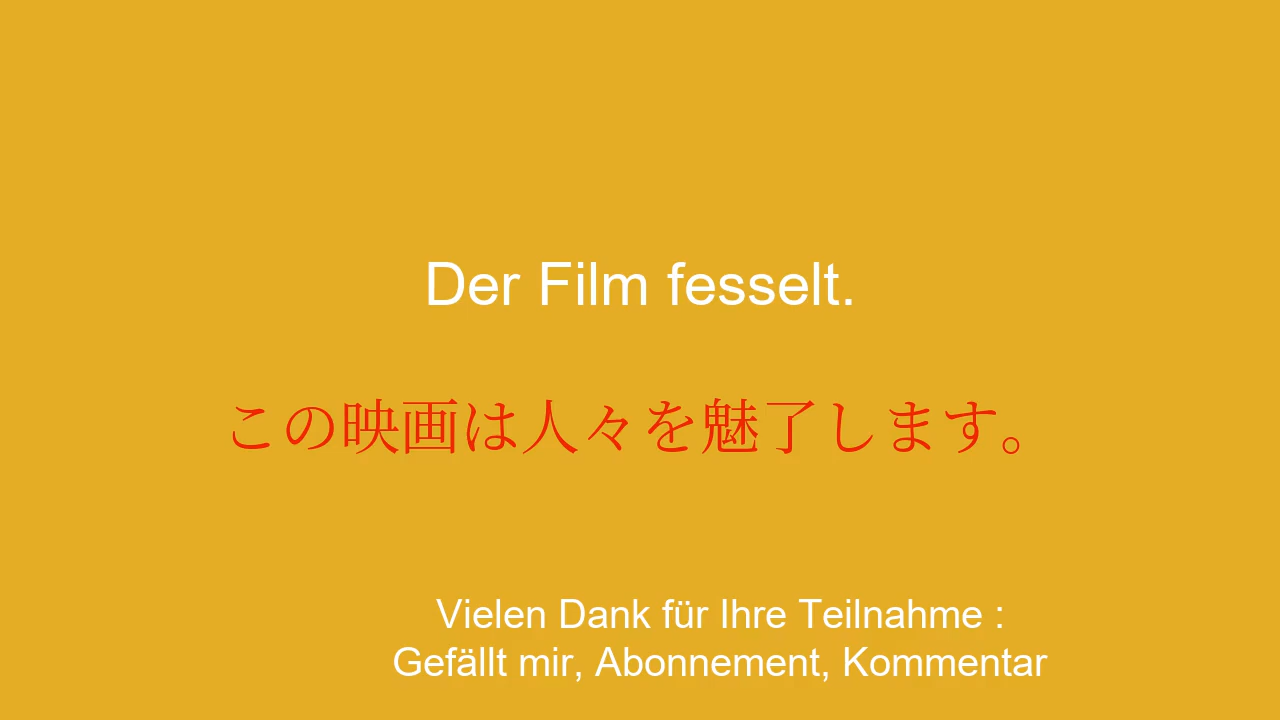 Der Film fesselt.
この映画は人々を魅了します。
Vielen Dank für Ihre Teilnahme :
Gefällt mir, Abonnement, Kommentar